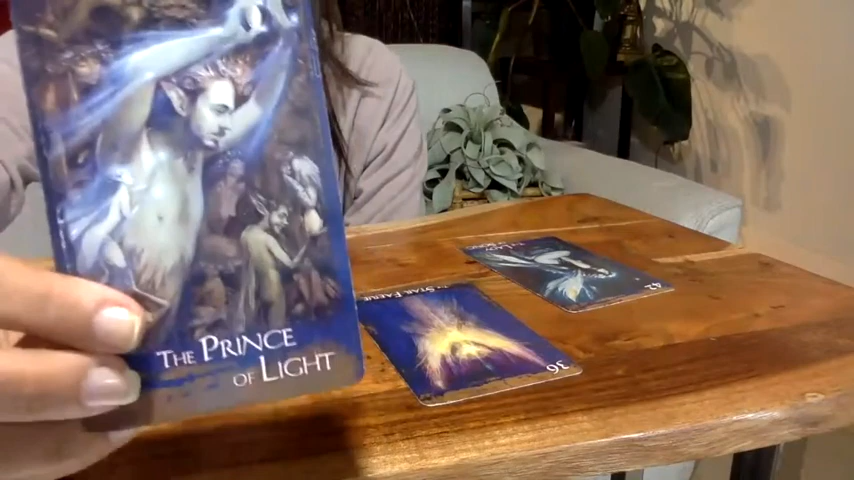 THE PRINCE
OF LIGHT
THE STAR FAERIE
36
42